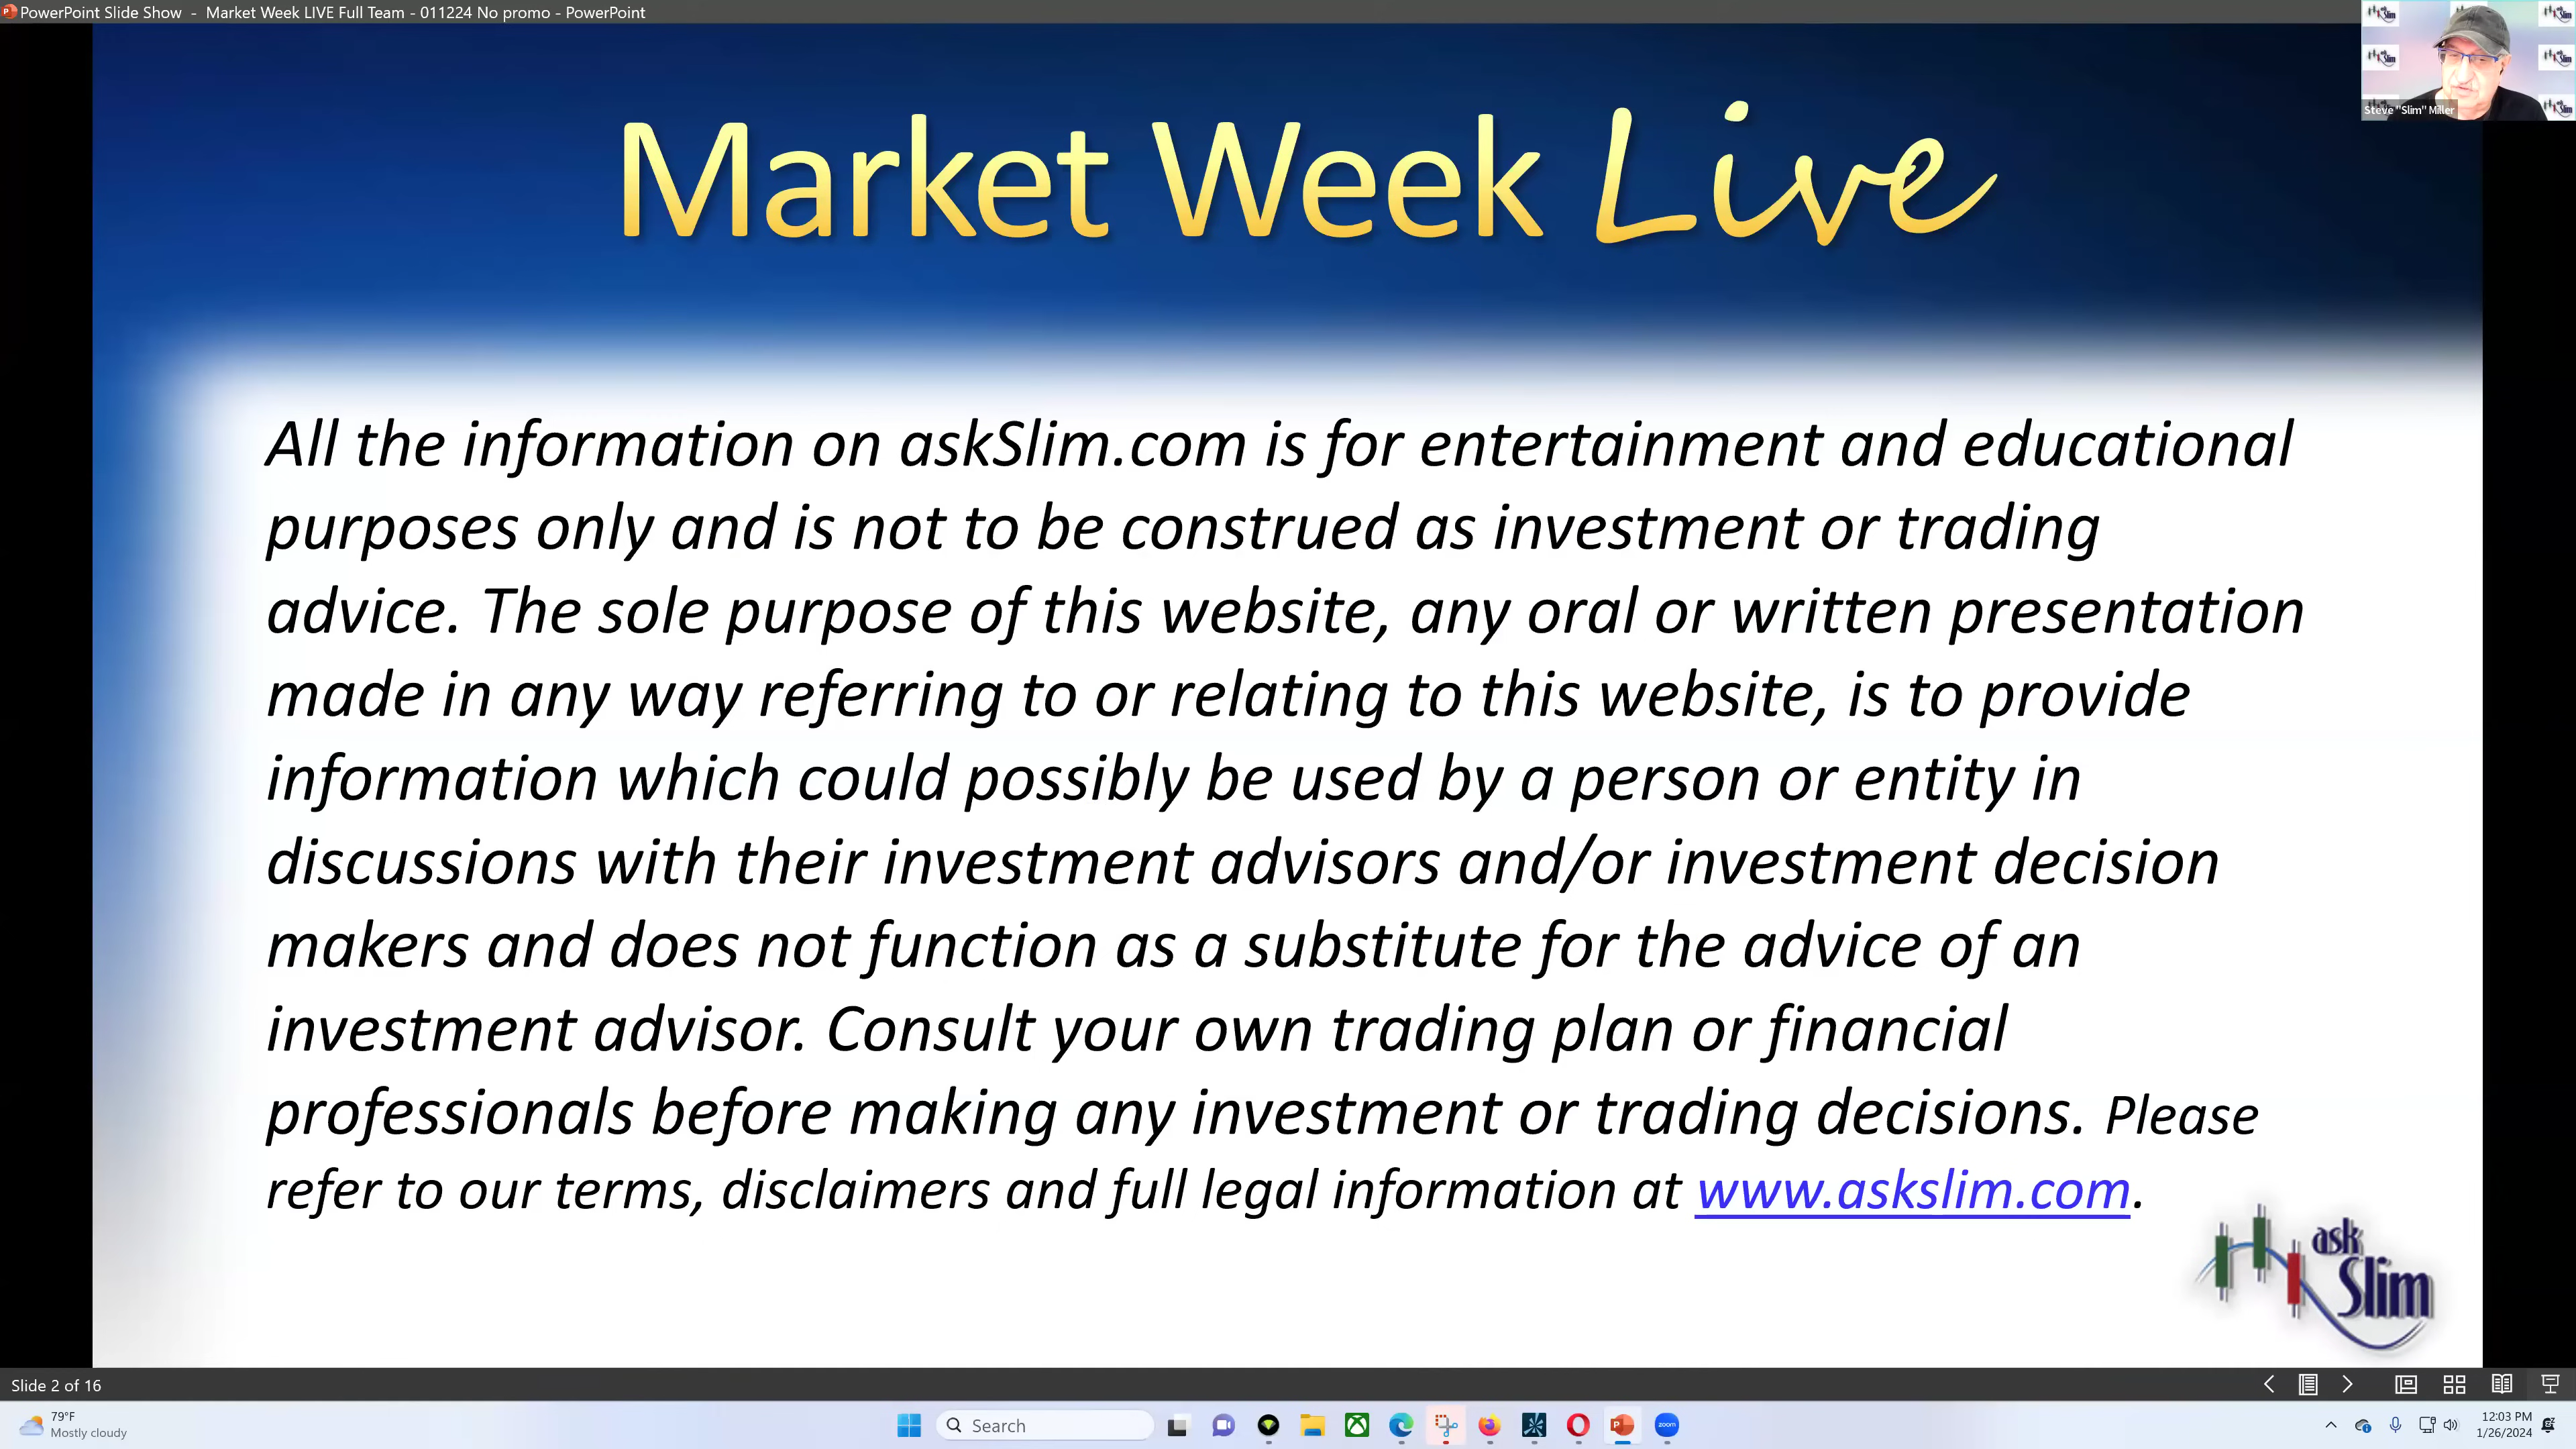 PowerPoint Slide Show - Market Week LIVE Full Team - 011224 No promo - PowerPoint
Steve "Slim" Miller
Market Week Live
All the information on askSlim.com is for entertainment and educational
purposes only and is not to be construed as investment or trading
advice. The sole purpose of this website, any oral or written presentation
made in any way referring to or relating to this website, is to provide
information which could possibly be used by a person or entity in
discussions with their investment advisors and/or investment decision
makers and does not function as a substitute for the advice of an
investment advisor. Consult your own trading plan or financial
professionals before making any investment or trading decisions. Please
refer to our terms, disclaimers and full legal information at www.askslim.com.
ask
Slim
Slide 2 of 16
79°F
Mostly cloudy
Search
zoom
12:03 PM
1/26/2024